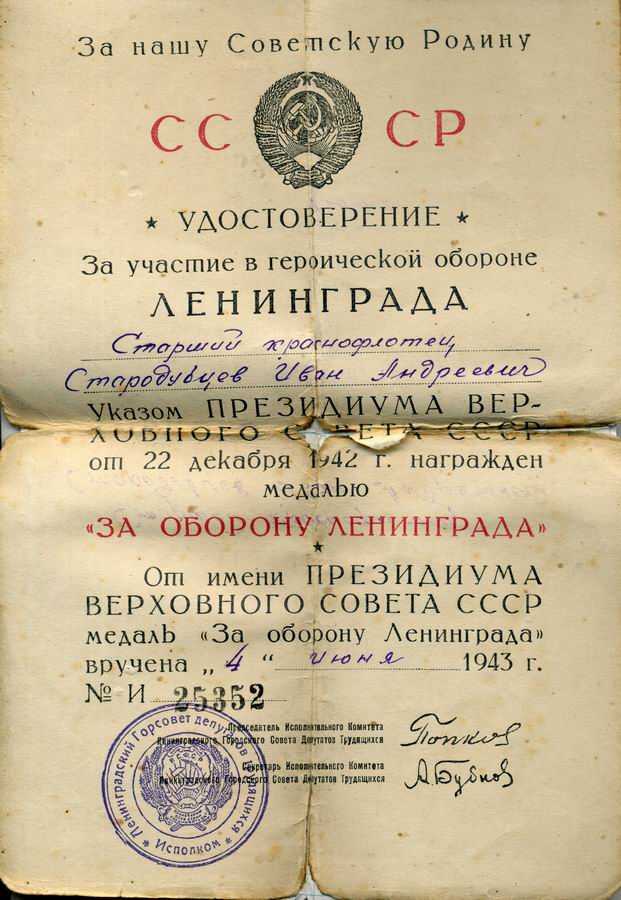 За нашу Советскую Родину
СССР
★ УДОСТОВЕРЕНИЕ ★
За участие в героической обороне
ЛЕНИНГРАДА
Старший краснофлотец
Стародубцев Иван Андреевич
Указом ПРЕЗИДИУМА ВЕР-
ХОВНОГО СОВЕТА СССР
от 22 декабря 1942 г. награжден
медалью
«ЗА ОБОРОНУ ЛЕНИНГРАДА»
★
От имени ПРЕЗИДИУМА
ВЕРХОВНОГО СОВЕТА СССР
медаль «За оборону Ленинграда»
вручена „4“ июня 1943 г.
№ И 25352
Председатель Исполнительного Комитета
Ленинградского Городского Совета Депутатов Трудящихся
Попков
Секретарь Исполнительного Комитета
Ленинградского Городского Совета Депутатов Трудящихся
А.Бубнов
Ленинградский Горсовет депутатов трудящихся
★ Исполком ★